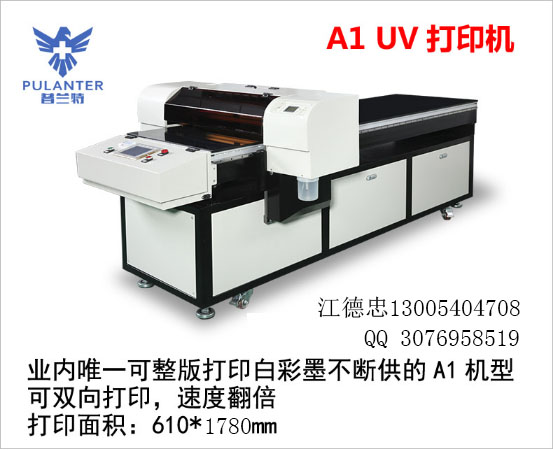 A1 UV 打印机
PULANTER
普兰特
江德忠13005404708
QQ 3076958519
业内唯一可整版打印白彩墨不断供的 A1 机型
可双向打印，速度翻倍
打印面积：610*1780mm